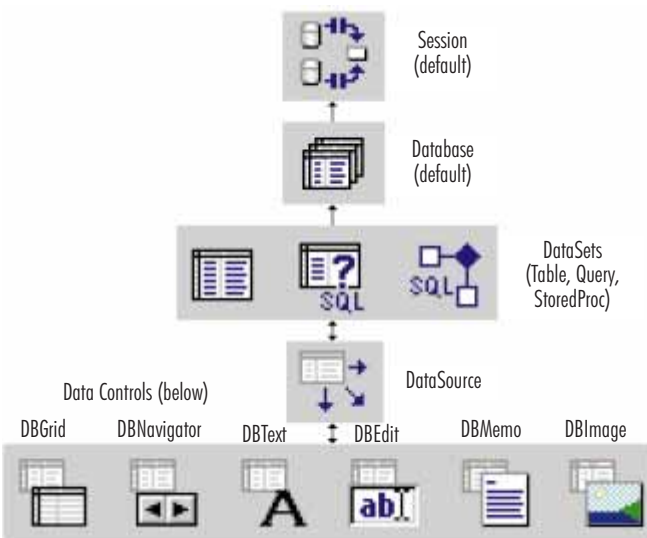 Session
(default)
Database
(default)
SQL
SQL
DataSets
(Table, Query,
StoredProc)
DataSource
Data Controls (below)
DBGrid
DBNavigator
DBText
DBEdit
DBMemo
DBImage
?
A
ab